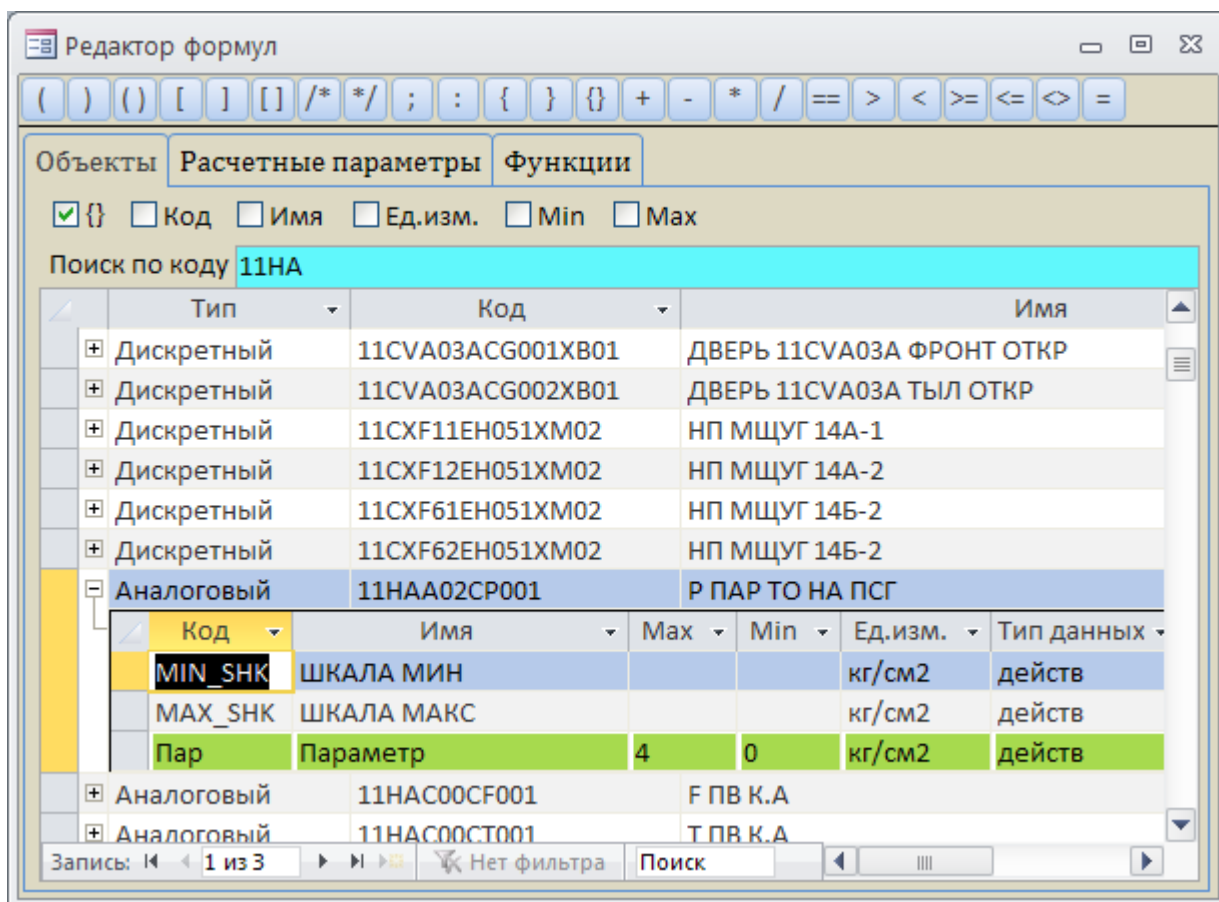 Редактор формул
( ) () [ ] [] /* */ ; : { } {} + - * / == > < >= <= <> =
Объекты Расчетные параметры Функции
{} Код Имя Ед.изм. Min Max
Поиск по коду 11НА
Тип Код Имя
Дискретный 11CVA03ACG001XB01 ДВЕРЬ 11CVA03A ФРОНТ ОТКР
Дискретный 11CVA03ACG002XB01 ДВЕРЬ 11CVA03A ТЫЛ ОТКР
Дискретный 11CXF11EH051XM02 НП МЩУГ 14А-1
Дискретный 11CXF12EH051XM02 НП МЩУГ 14А-2
Дискретный 11CXF61EH051XM02 НП МЩУГ 14Б-2
Дискретный 11CXF62EH051XM02 НП МЩУГ 14Б-2
Аналоговый 11HAA02CP001 Р ПАР ТО НА ПСГ
Код Имя Max Min Ед.изм. Тип данных
MIN_SHK ШКАЛА МИН кг/см2 действ
MAX_SHK ШКАЛА МАКС кг/см2 действ
Пар Параметр 4 0 кг/см2 действ
Аналоговый 11HAC00CF001 F ПВ К.А
Аналоговый 11HAC00CT001 Т ПВ К.А
Запись: 1 из 3 Нет фильтра Поиск